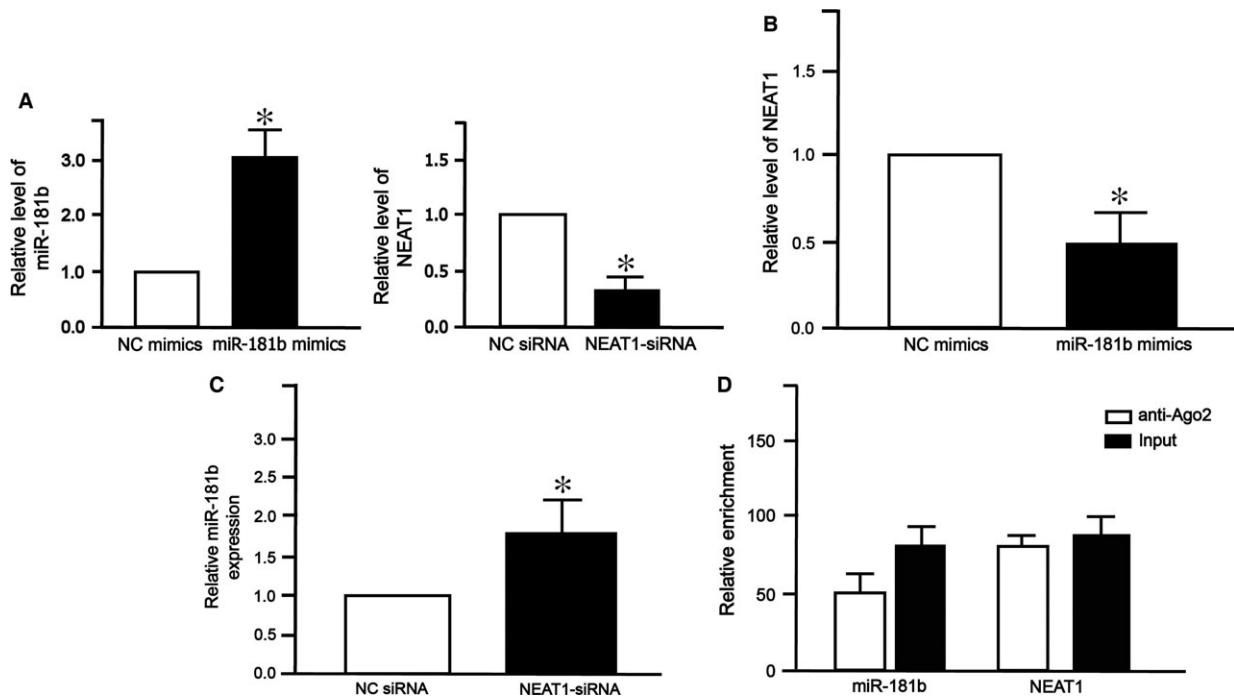 A
Relative level of
miR-181b
3.0
2.0
1.0
0.0
*
NC mimics miR-181b mimics
Relative level of
NEAT1
1.5
1.0
0.5
0.0
*
NC siRNA NEAT1-siRNA
B
Relative level of NEAT1
1.5
1.0
0.5
0.0
*
NC mimics miR-181b mimics
C
Relative miR-181b
expression
3.0
2.5
2.0
1.5
1.0
0.5
0.0
*
NC siRNA NEAT1-siRNA
D
Relative enrichment
150
100
50
0
anti-Ago2
Input
miR-181b NEAT1